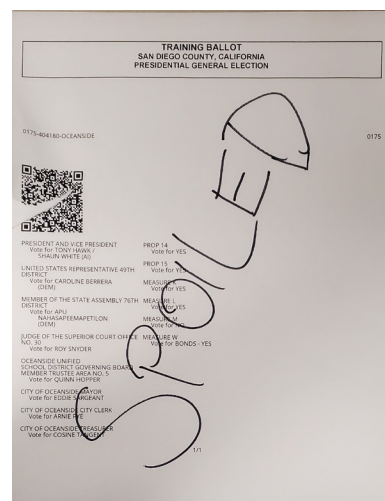 TRAINING BALLOT
SAN DIEGO COUNTY, CALIFORNIA
PRESIDENTIAL GENERAL ELECTION
0175-404180-OCEANSIDE
0175
PRESIDENT AND VICE PRESIDENT
Vote for TONY HAWK /
SHAUN WHITE (AI)
UNITED STATES REPRESENTATIVE 49TH
DISTRICT
Vote for CAROLINE BERRERA
(DEM)
MEMBER OF THE STATE ASSEMBLY 76TH
DISTRICT
Vote for APU
NAHASAPEEMAPETILON
(DEM)
JUDGE OF THE SUPERIOR COURT OFFICE
NO. 30
Vote for ROY SNYDER
OCEANSIDE UNIFIED
SCHOOL DISTRICT GOVERNING BOARD
MEMBER TRUSTEE AREA NO. 5
Vote for QUINN HOPPER
CITY OF OCEANSIDE MAYOR
Vote for EDDIE SARGEANT
CITY OF OCEANSIDE CITY CLERK
Vote for ARNIE PYE
CITY OF OCEANSIDE TREASURER
Vote for COSINE TANGENT
PROP 14
Vote for YES
PROP 15
Vote for YES
MEASURE K
Vote for YES
MEASURE L
Vote for YES
MEASURE M
Vote for NO
MEASURE W
Vote for BONDS - YES
1/1
SPOILED